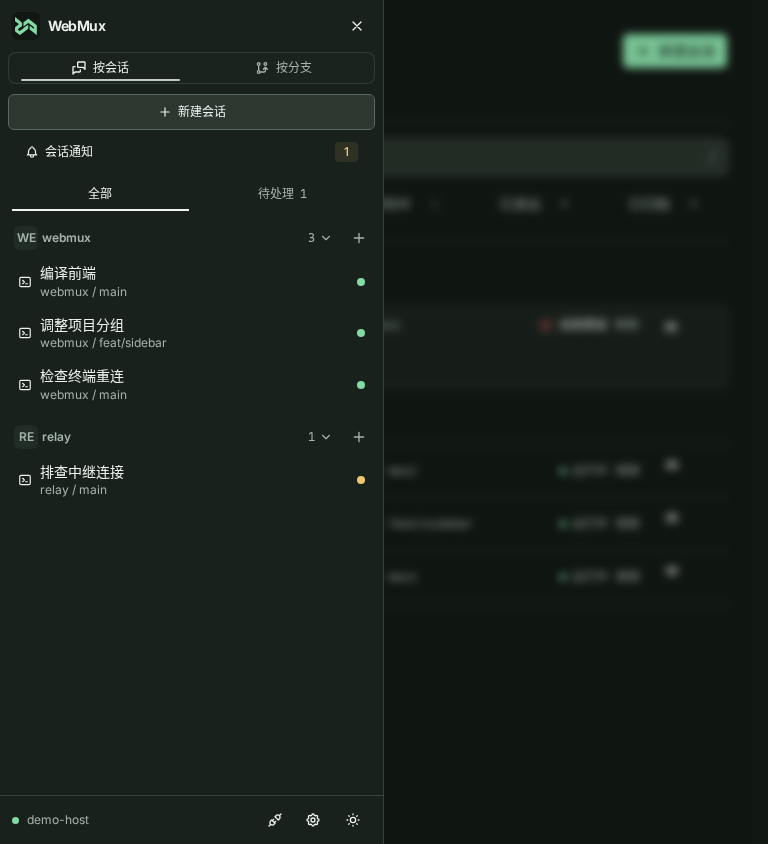 WebMux
按会话
按分支
新建会话
会话通知 1
全部
待处理 1
WE webmux 3
编译前端
webmux / main
调整项目分组
webmux / feat/sidebar
检查终端重连
webmux / main
RE relay 1
排查中继连接
relay / main
demo-host